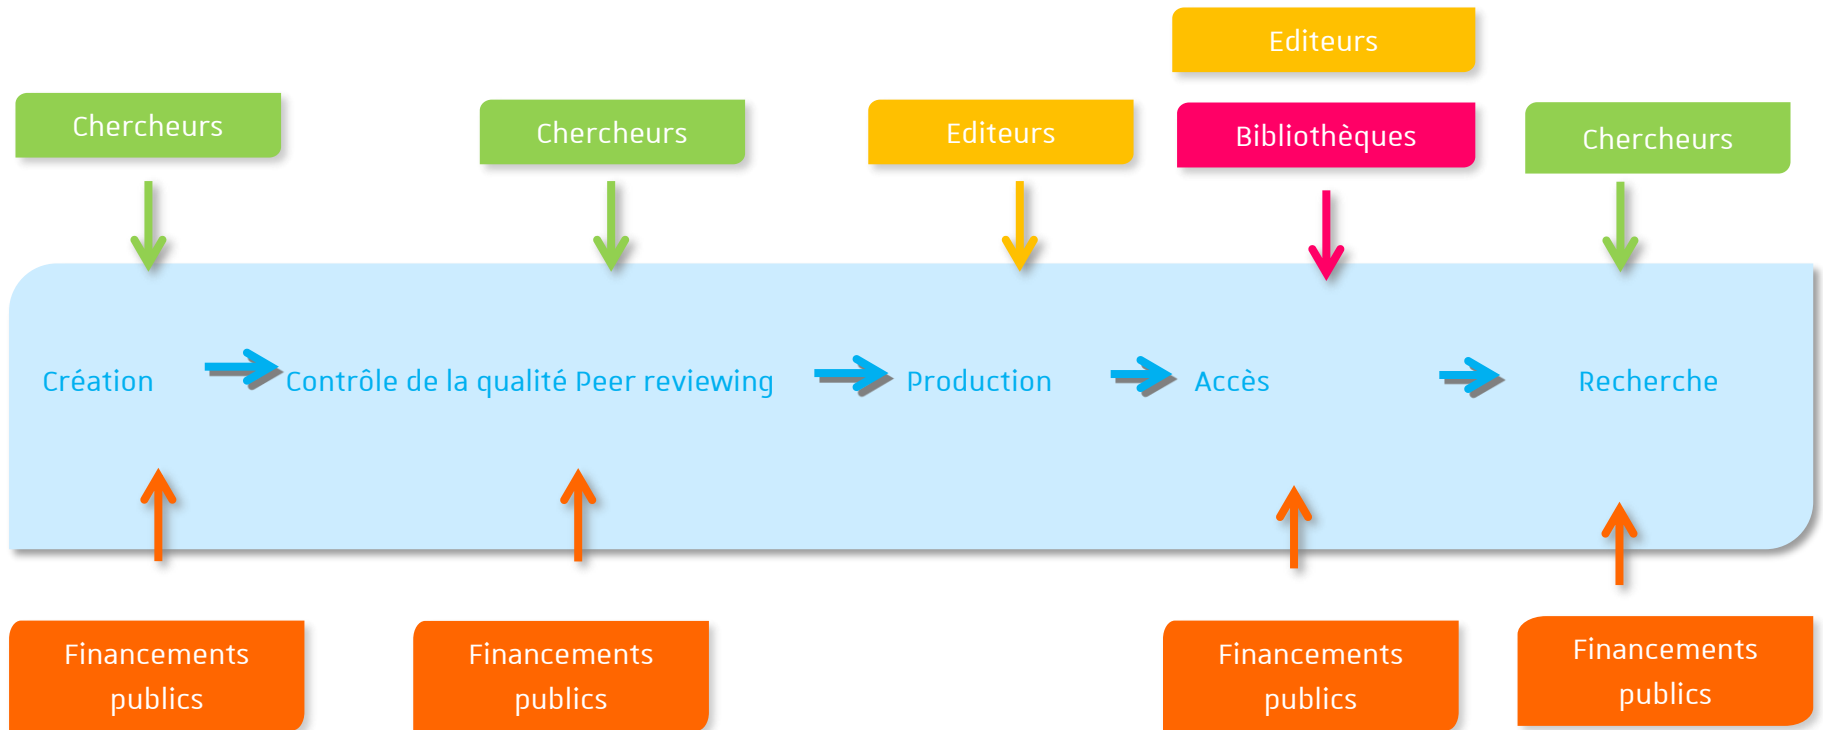 Editeurs
Chercheurs
Chercheurs
Editeurs
Bibliothèques
Chercheurs
Création
Contrôle de la qualité Peer reviewing
Production
Accès
Recherche
Financements
publics
Financements
publics
Financements
publics
Financements
publics